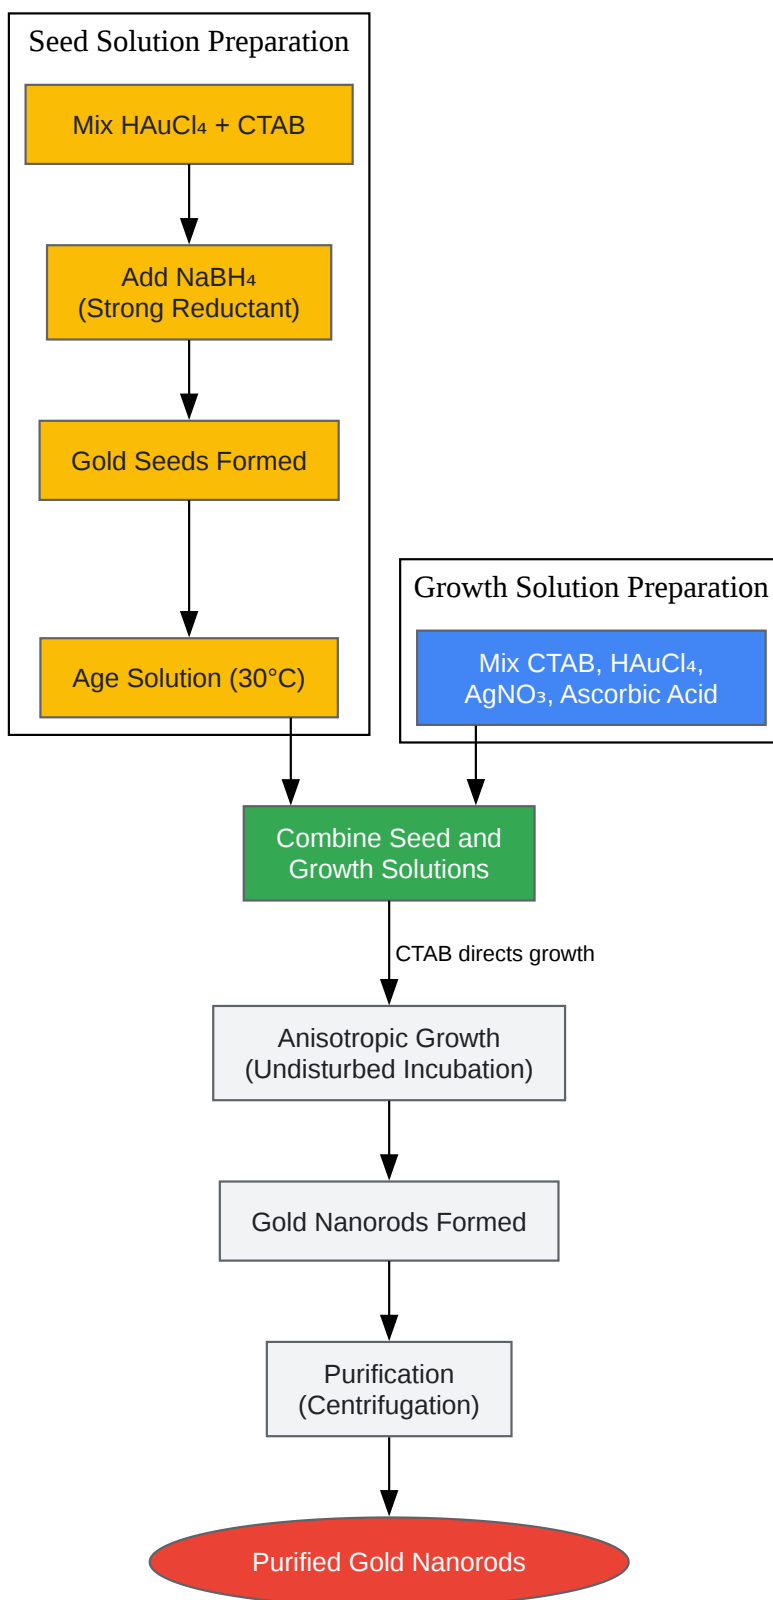 Seed Solution Preparation
Mix HAuCl₄ + CTAB
Add NaBH₄
(Strong Reductant)
Gold Seeds Formed
Age Solution (30°C)
Growth Solution Preparation
Mix CTAB, HAuCl₄,
AgNO₃, Ascorbic Acid
Combine Seed and
Growth Solutions
CTAB directs growth
Anisotropic Growth
(Undisturbed Incubation)
Gold Nanorods Formed
Purification
(Centrifugation)
Purified Gold Nanorods